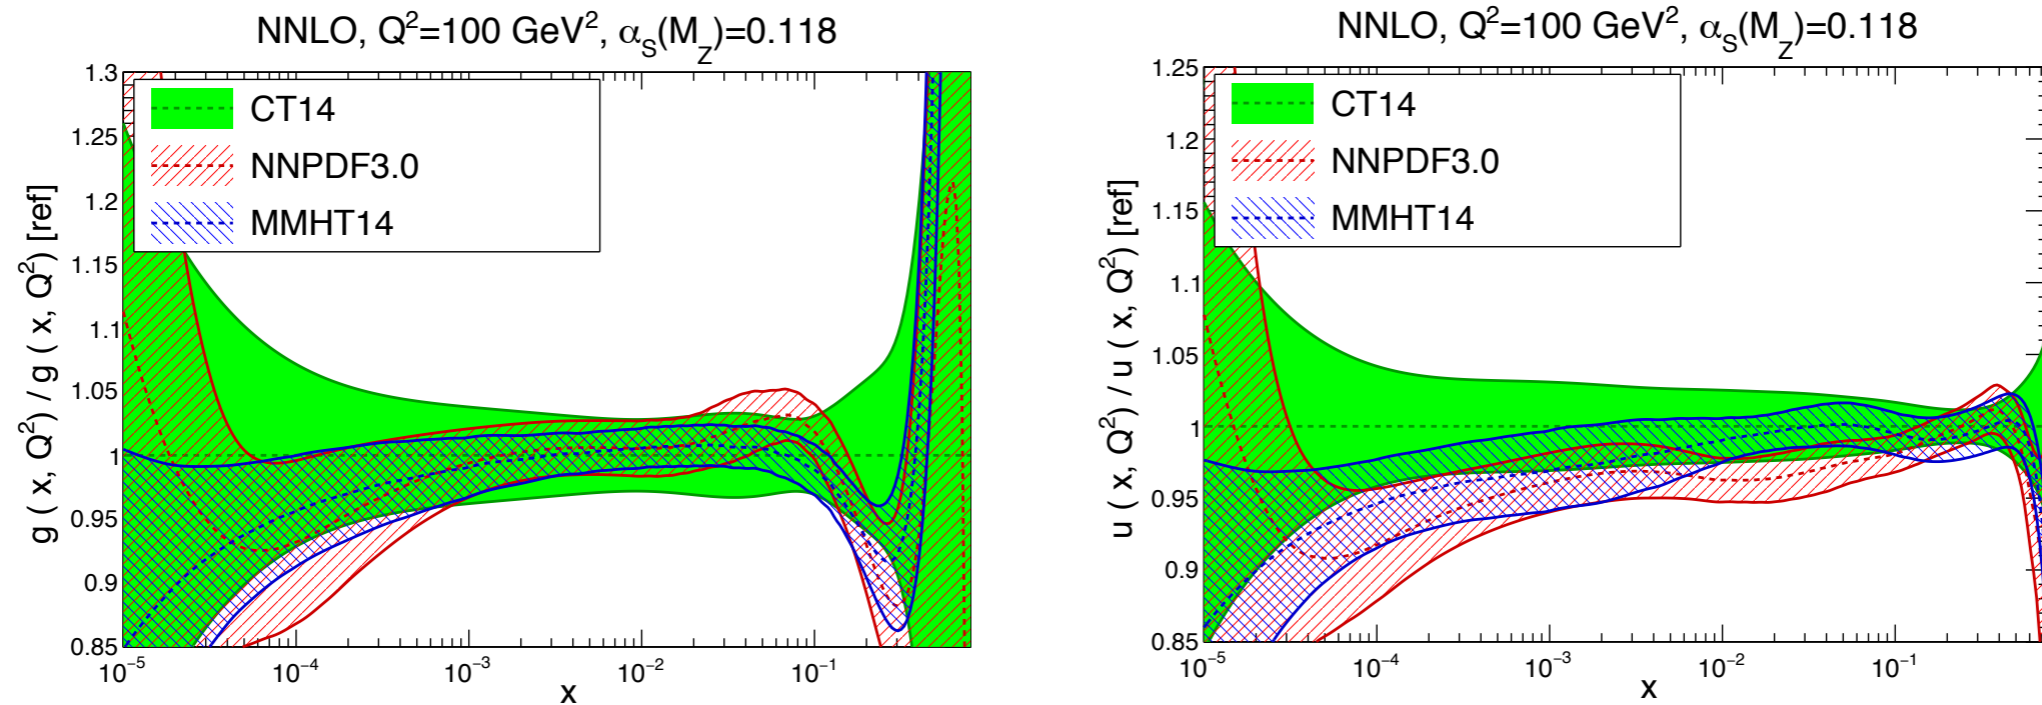 NNLO, Q²=100 GeV², α_S(M_Z)=0.118
g ( x, Q²) / g ( x, Q²) [ref]
1.3
1.25
1.2
1.15
1.1
1.05
1
0.95
0.9
0.85
CT14
NNPDF3.0
MMHT14
10⁻⁵
10⁻⁴
10⁻³
10⁻²
10⁻¹
x
NNLO, Q²=100 GeV², α_S(M_Z)=0.118
u ( x, Q²) / u ( x, Q²) [ref]
1.25
1.2
1.15
1.1
1.05
1
0.95
0.9
0.85
CT14
NNPDF3.0
MMHT14
10⁻⁵
10⁻⁴
10⁻³
10⁻²
10⁻¹
x